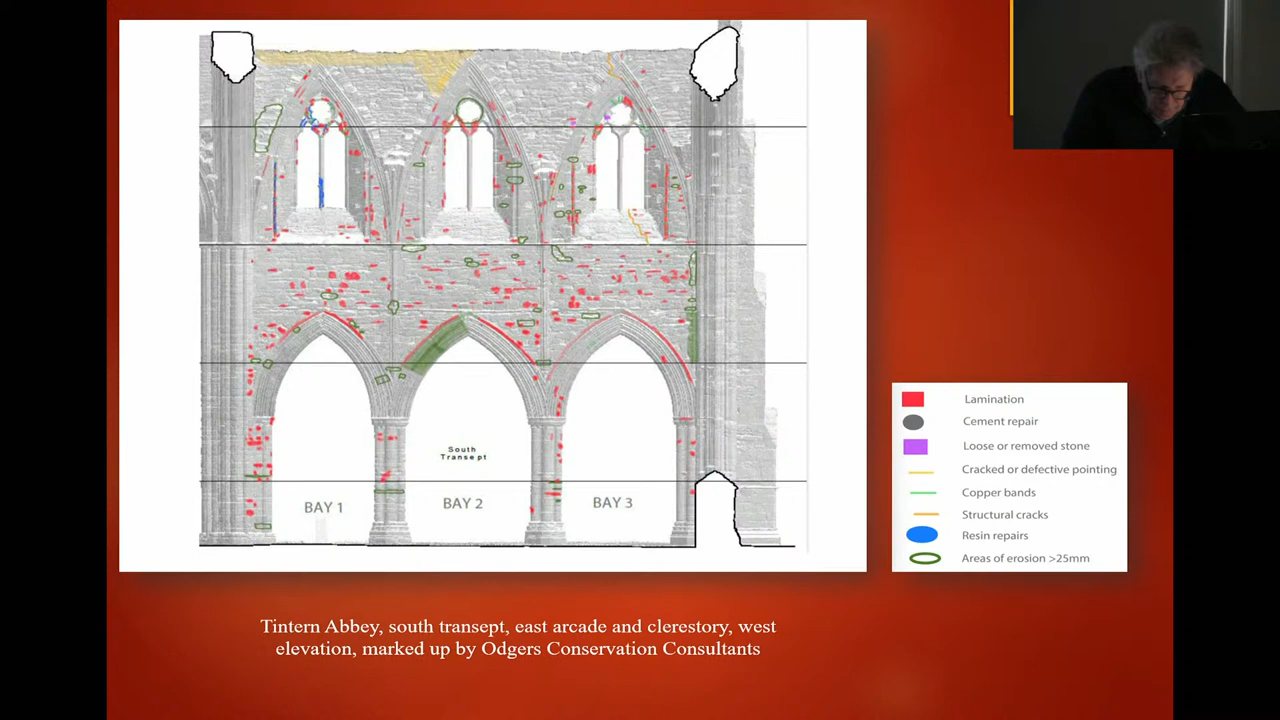 South
Transept
BAY 1
BAY 2
BAY 3
Lamination
Cement repair
Loose or removed stone
Cracked or defective pointing
Copper bands
Structural cracks
Resin repairs
Areas of erosion >25mm
Tintern Abbey, south transept, east arcade and clerestory, west
elevation, marked up by Odgers Conservation Consultants